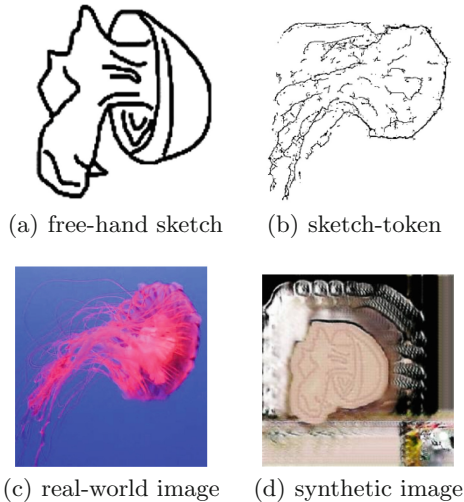 (a) free-hand sketch
(b) sketch-token
(c) real-world image
(d) synthetic image